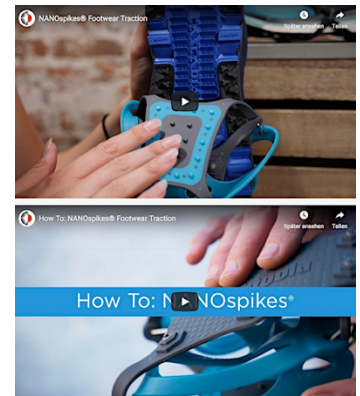 NANOspikes® Footwear Traction
Später ansehen Teilen
How To: NANOspikes® Footwear Traction
Später ansehen Teilen
How To: NANOspikes®